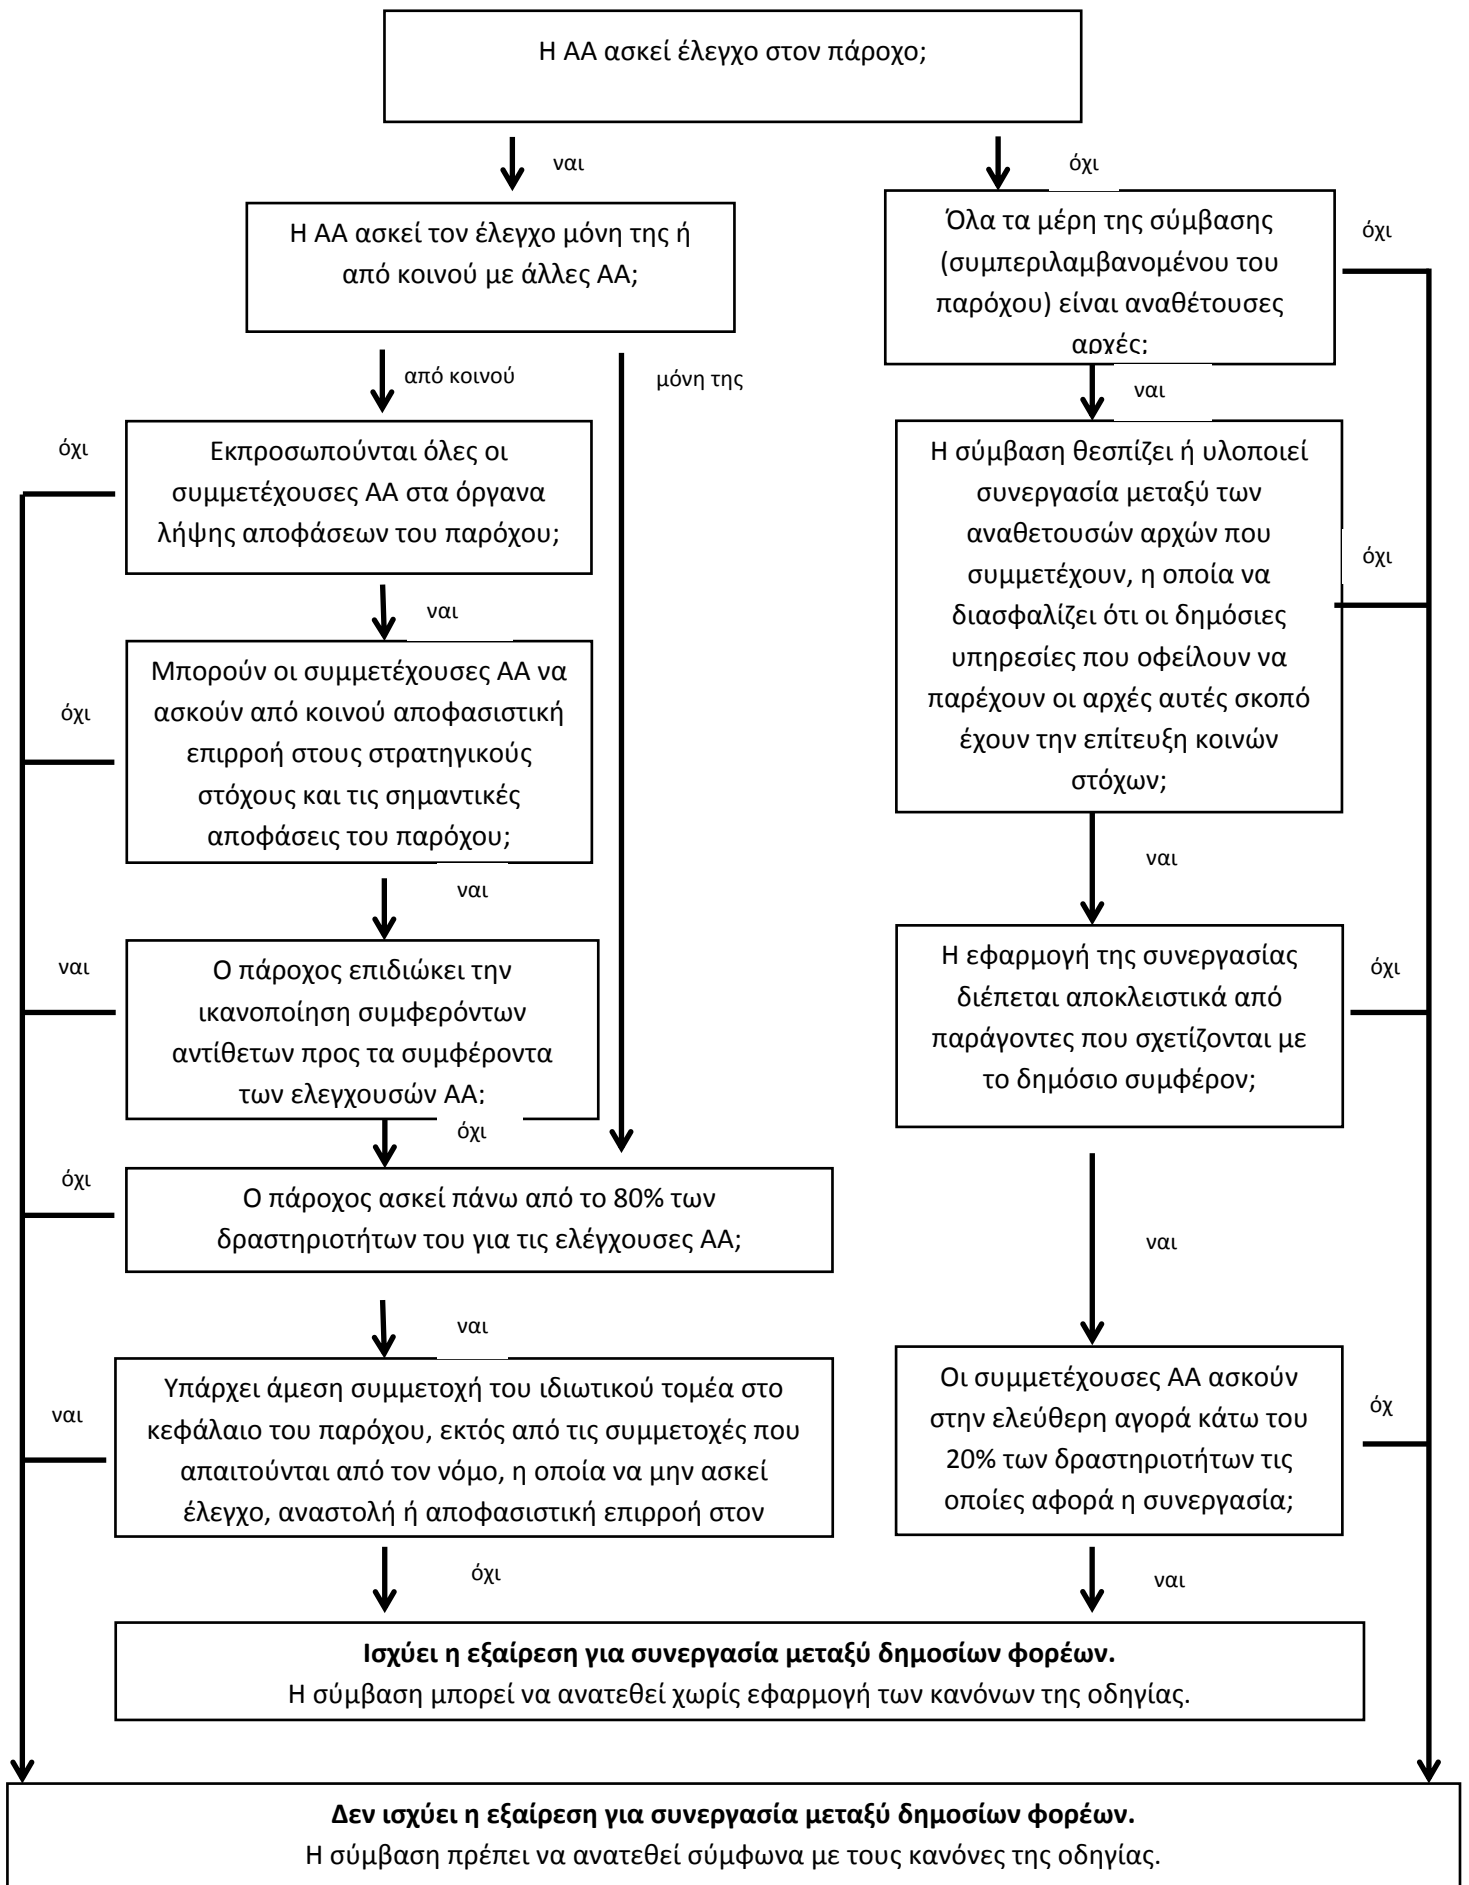 Η ΑΑ ασκεί έλεγχο στον πάροχο;
ναι
όχι
Η ΑΑ ασκεί τον έλεγχο μόνη της ή
από κοινού με άλλες ΑΑ;
Όλα τα μέρη της σύμβασης
(συμπεριλαμβανομένου του
παρόχου) είναι αναθέτουσες
αρχές;
όχι
από κοινού
μόνη της
ναι
όχι
Εκπροσωπούνται όλες οι
συμμετέχουσες ΑΑ στα όργανα
λήψης αποφάσεων του παρόχου;
Η σύμβαση θεσπίζει ή υλοποιεί
συνεργασία μεταξύ των
αναθετουσών αρχών που
συμμετέχουν, η οποία να
διασφαλίζει ότι οι δημόσιες
υπηρεσίες που οφείλουν να
παρέχουν οι αρχές αυτές σκοπό
έχουν την επίτευξη κοινών
στόχων;
όχι
ναι
όχι
Μπορούν οι συμμετέχουσες ΑΑ να
ασκούν από κοινού αποφασιστική
επιρροή στους στρατηγικούς
στόχους και τις σημαντικές
αποφάσεις του παρόχου;
ναι
ναι
ναι
Ο πάροχος επιδιώκει την
ικανοποίηση συμφερόντων
αντίθετων προς τα συμφέροντα
των ελεγχουσών ΑΑ;
Η εφαρμογή της συνεργασίας
διέπεται αποκλειστικά από
παράγοντες που σχετίζονται με
το δημόσιο συμφέρον;
όχι
όχι
όχι
Ο πάροχος ασκεί πάνω από το 80% των
δραστηριοτήτων του για τις ελέγχουσες ΑΑ;
ναι
ναι
ναι
Υπάρχει άμεση συμμετοχή του ιδιωτικού τομέα στο
κεφάλαιο του παρόχου, εκτός από τις συμμετοχές που
απαιτούνται από τον νόμο, η οποία να μην ασκεί
έλεγχο, αναστολή ή αποφασιστική επιρροή στον
Οι συμμετέχουσες ΑΑ ασκούν
στην ελεύθερη αγορά κάτω του
20% των δραστηριοτήτων τις
οποίες αφορά η συνεργασία;
όχ
όχι
ναι
Ισχύει η εξαίρεση για συνεργασία μεταξύ δημοσίων φορέων.
Η σύμβαση μπορεί να ανατεθεί χωρίς εφαρμογή των κανόνων της οδηγίας.
Δεν ισχύει η εξαίρεση για συνεργασία μεταξύ δημοσίων φορέων.
Η σύμβαση πρέπει να ανατεθεί σύμφωνα με τους κανόνες της οδηγίας.